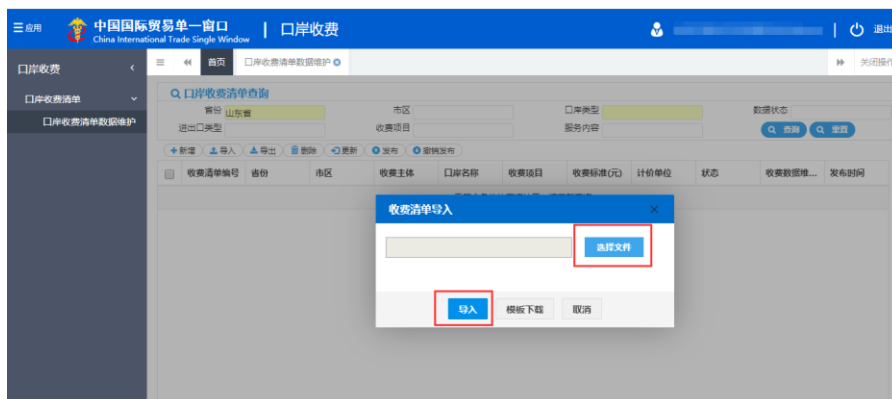 应用
中国国际贸易单一窗口
China International Trade Single Window
口岸收费
退出
口岸收费
首页
口岸收费清单数据维护
关闭操作
口岸收费清单
口岸收费清单数据维护
口岸收费清单查询
省份 山东省 市区 口岸类型 数据状态
进出口类型 收费项目 服务内容 查询 重置
新增 导入 导出 删除 更新 发布 撤销发布
收费清单编号 省份 市区 收费主体 口岸名称 收费项目 收费标准(元) 计价单位 状态 收费数据维... 发布时间
收费清单导入
选择文件
导入 模板下载 取消